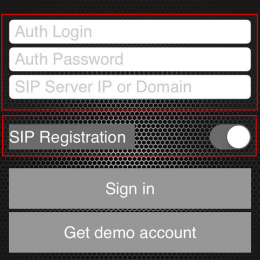 Auth Login
Auth Password
SIP Server IP or Domain
SIP Registration
Sign in
Get demo account